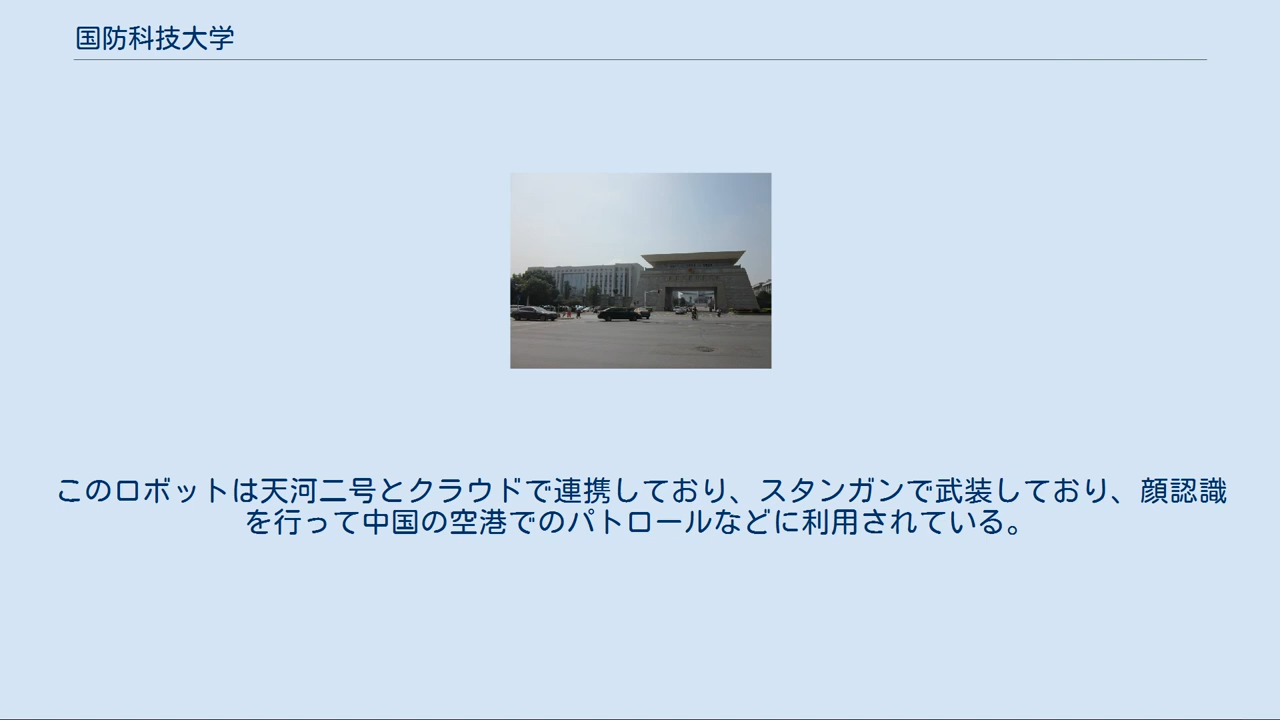 国防科技大学
このロボットは天河二号とクラウドで連携しており、スタンガンで武装しており、顔認識
を行って中国の空港でのパトロールなどに利用されている。